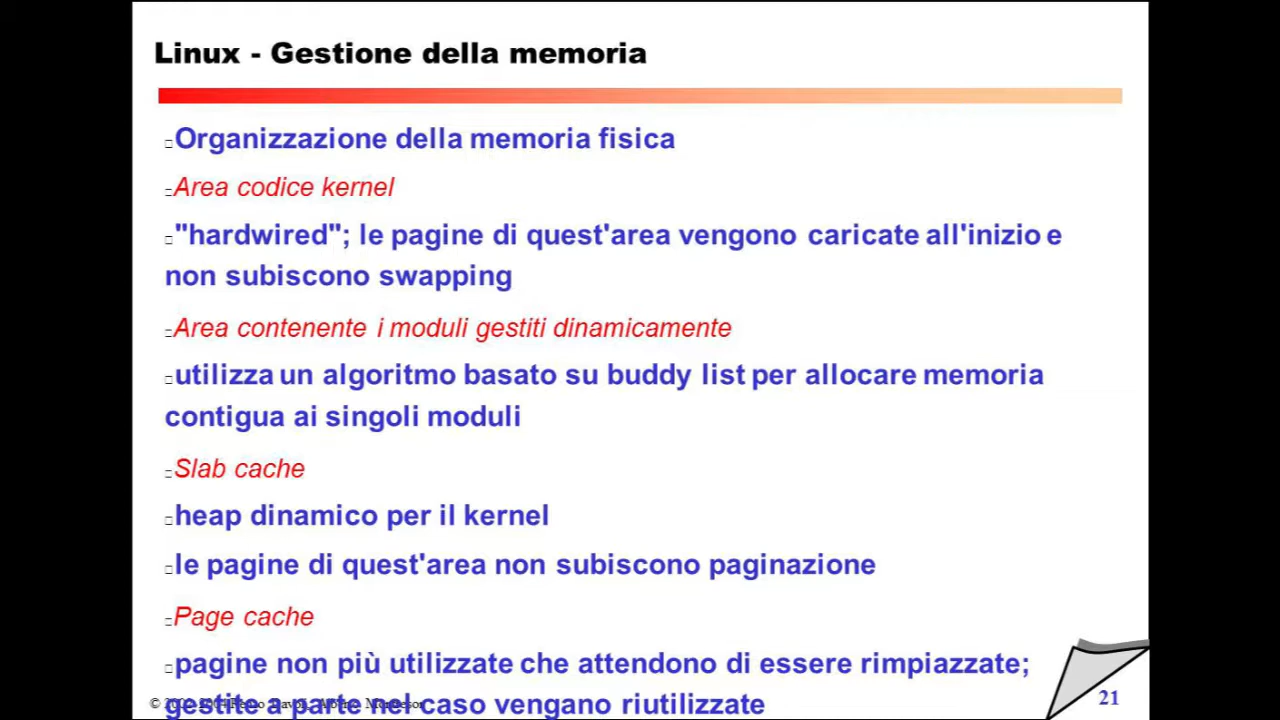 Linux - Gestione della memoria
Organizzazione della memoria fisica
Area codice kernel
"hardwired"; le pagine di quest'area vengono caricate all'inizio e
non subiscono swapping
Area contenente i moduli gestiti dinamicamente
utilizza un algoritmo basato su buddy list per allocare memoria
contigua ai singoli moduli
Slab cache
heap dinamico per il kernel
le pagine di quest'area non subiscono paginazione
Page cache
pagine non più utilizzate che attendono di essere rimpiazzate;
gestite a parte nel caso vengano riutilizzate
©
21